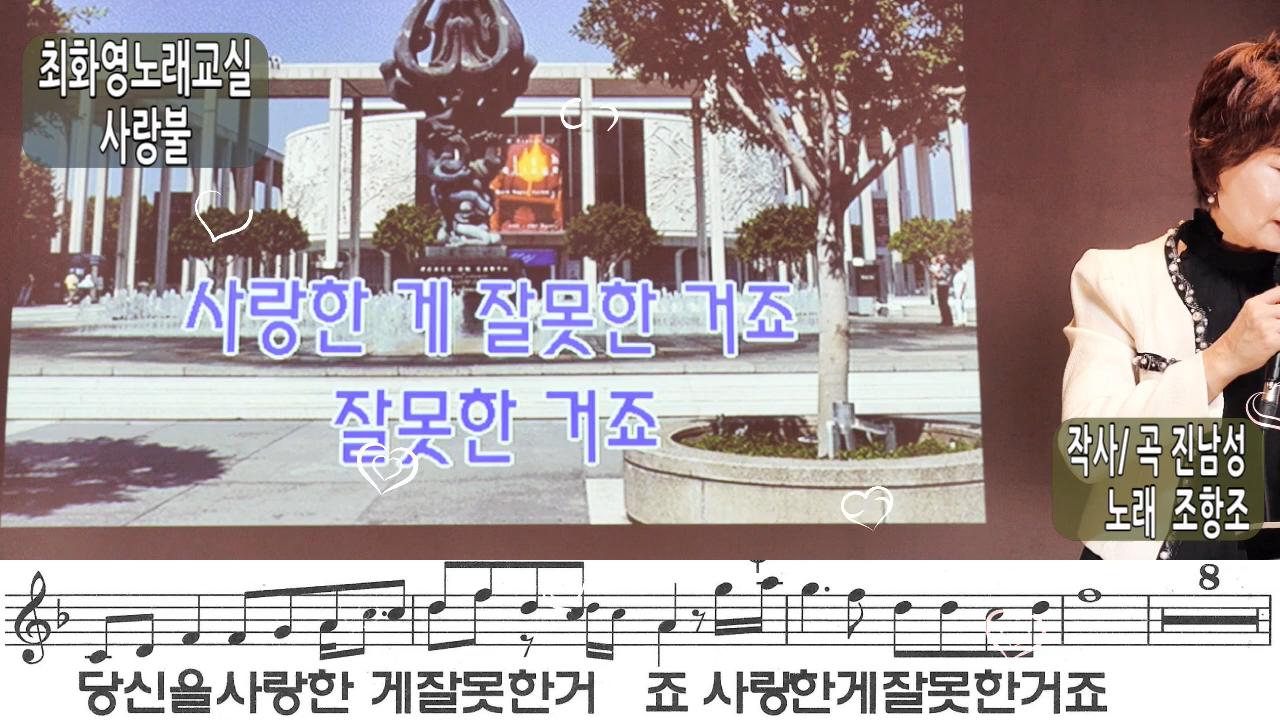 최화영노래교실
사랑불
PEACE ON EARTH
사랑한 게 잘못한 거죠
잘못한 거죠
작사/ 곡 진남성
노래 조항조
8
당신을사랑한 게잘못한거 죠 사랑한게잘못한거죠